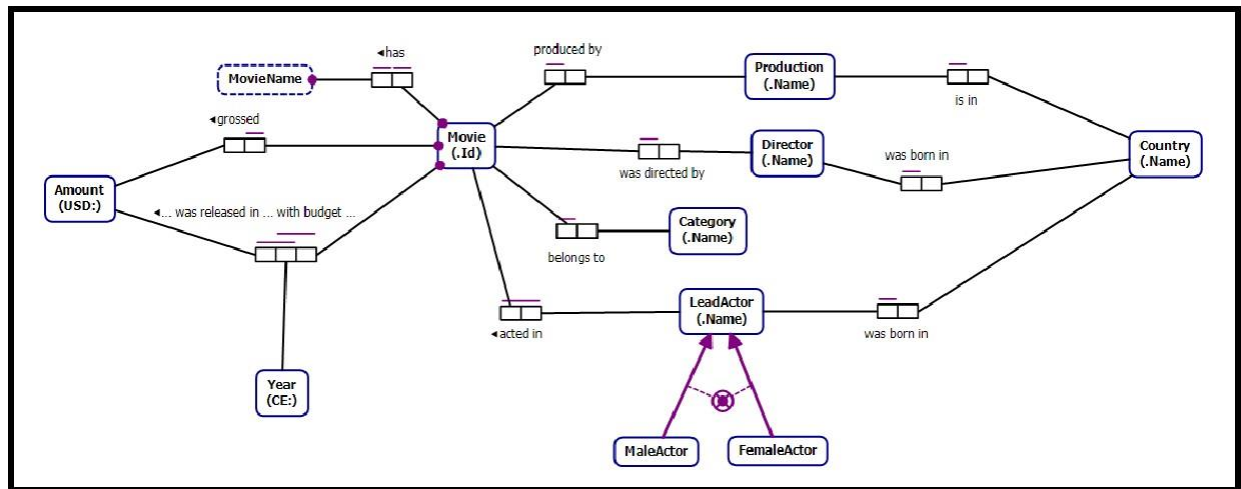 ◄has
produced by
MovieName
Production
(.Name)
is in
◄grossed
Movie
(.Id)
Director
(.Name)
was directed by
was born in
Country
(.Name)
Amount
(USD:)
◄... was released in ... with budget ...
Category
(.Name)
belongs to
LeadActor
(.Name)
◄acted in
was born in
Year
(CE:)
MaleActor
FemaleActor